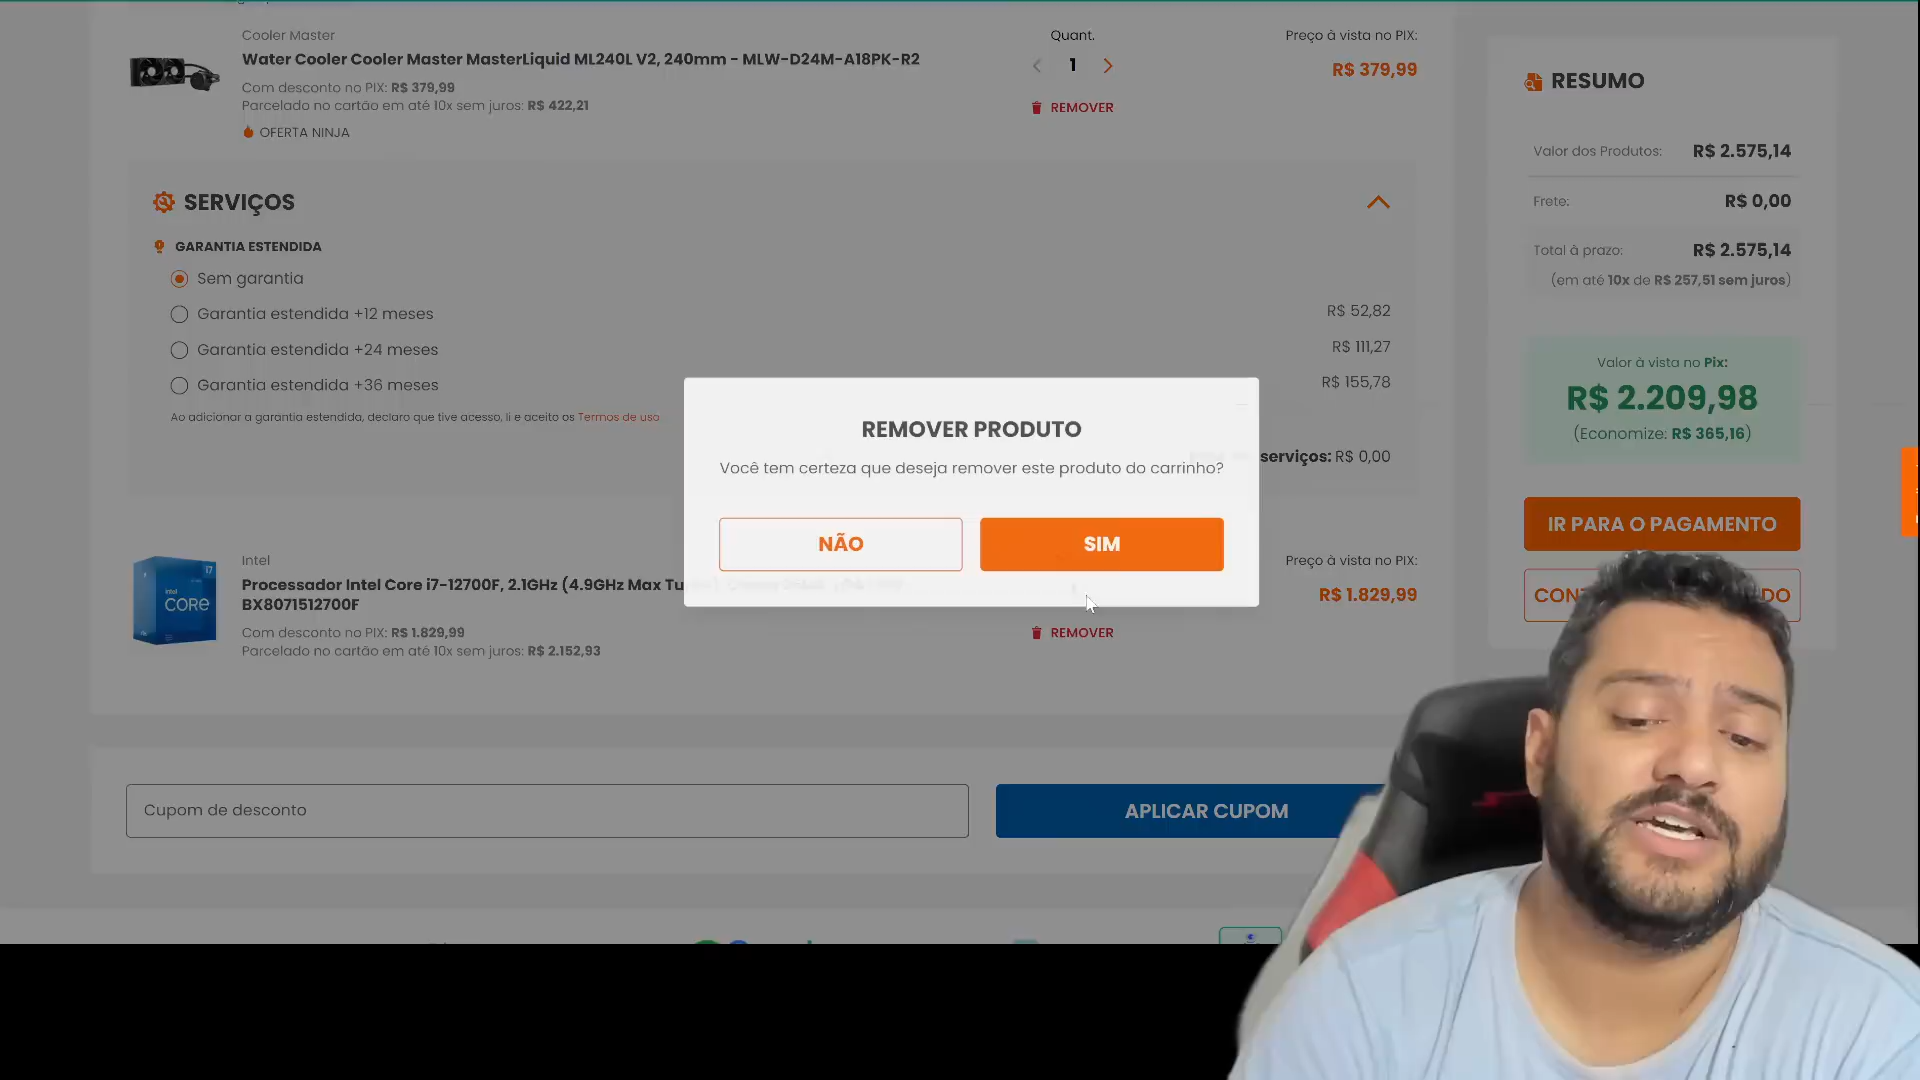 Cooler Master
Water Cooler Cooler Master MasterLiquid ML240L V2, 240mm - MLW-D24M-A18PK-R2
Com desconto no PIX: R$ 379,99
Parcelado no cartão em até 10x sem juros: R$ 422,21
OFERTA NINJA
Quant.
1
REMOVER
Preço à vista no PIX:
R$ 379,99
SERVIÇOS
GARANTIA ESTENDIDA
Sem garantia
Garantia estendida +12 meses R$ 52,82
Garantia estendida +24 meses R$ 111,27
Garantia estendida +36 meses R$ 155,78
Ao adicionar a garantia estendida, declaro que tive acesso, li e aceito os Termos de uso
serviços: R$ 0,00
REMOVER PRODUTO
Você tem certeza que deseja remover este produto do carrinho?
NÃO
SIM
Intel
Processador Intel Core i7-12700F, 2.1GHz (4.9GHz Max
BX8071512700F
Com desconto no PIX: R$ 1.829,99
Parcelado no cartão em até 10x sem juros: R$ 2.152,93
REMOVER
Preço à vista no PIX:
R$ 1.829,99
i7
intel
CORE
Cupom de desconto
APLICAR CUPOM
RESUMO
Valor dos Produtos: R$ 2.575,14
Frete: R$ 0,00
Total à prazo: R$ 2.575,14
(em até 10x de R$ 257,51 sem juros)
Valor à vista no Pix:
R$ 2.209,98
(Economize: R$ 365,16)
IR PARA O PAGAMENTO